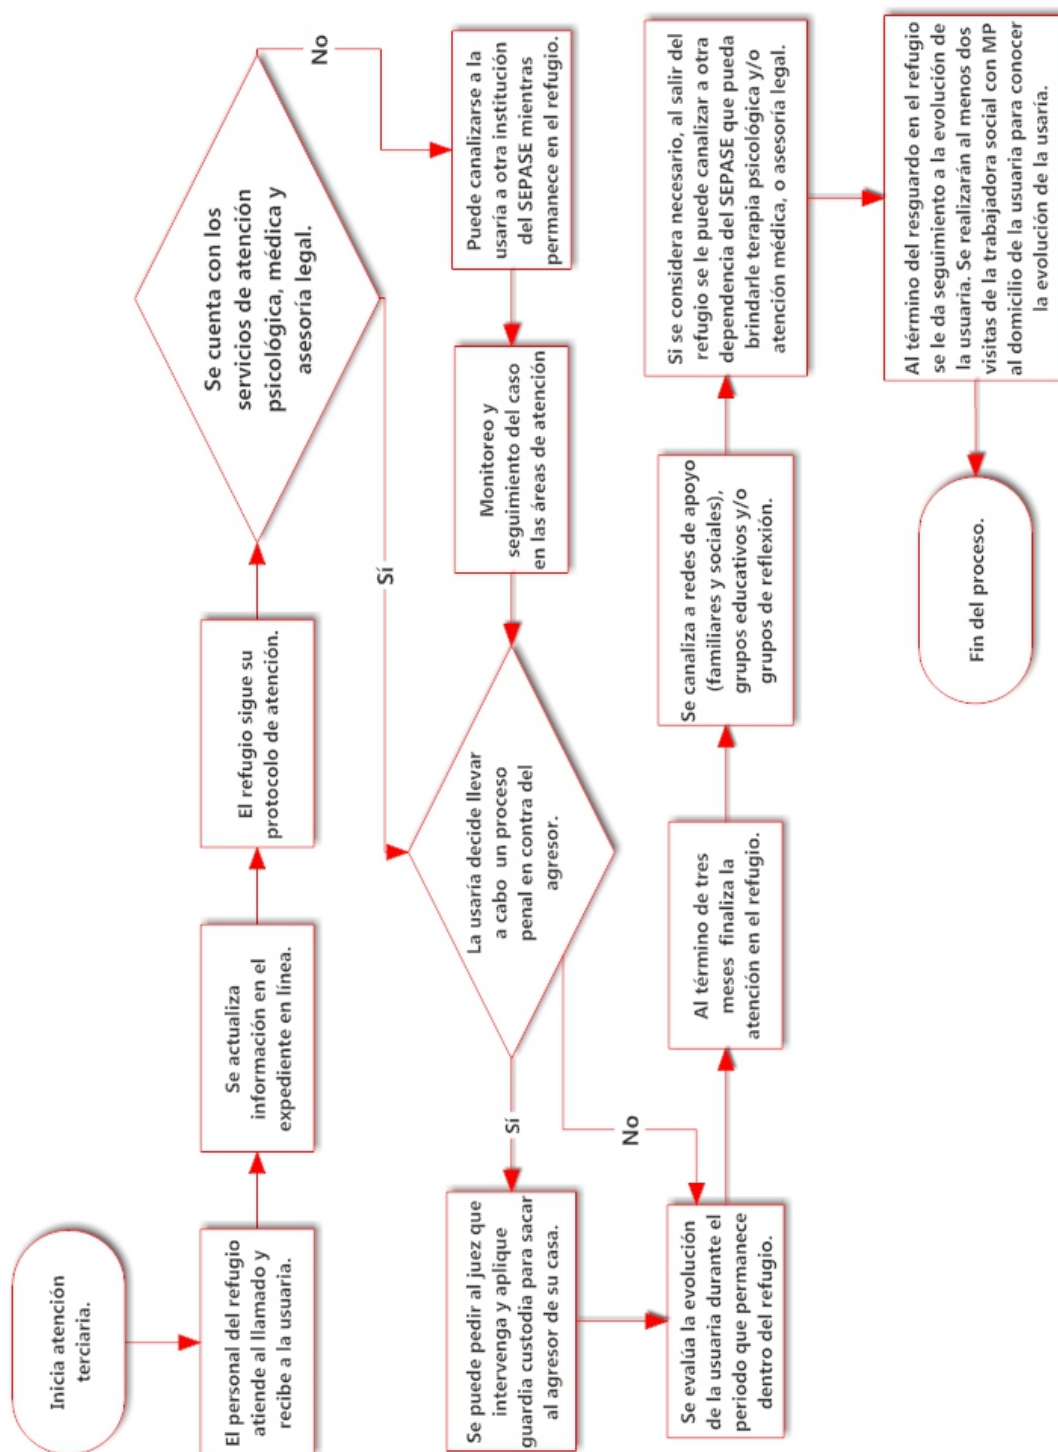 Inicia atención
terciaria.
El personal del refugio
atiende al llamado y
recibe a la usuaria.
Se actualiza
información en el
expediente en línea.
El refugio sigue su
protocolo de atención.
Se cuenta con los
servicios de atención
psicológica, médica y
asesoría legal.
No
Puede canalizarse a la
usaría a otra institución
del SEPASE mientras
permanece en el refugio.
Monitoreo y
seguimiento del caso
en las áreas de atención
Sí
La usaría decide llevar
a cabo un proceso
penal en contra del
agresor.
Sí
Se puede pedir al juez que
intervenga y aplique
guardia custodia para sacar
al agresor de su casa.
No
Se evalúa la evolución
de la usuaria durante el
periodo que permanece
dentro del refugio.
Al término de tres
meses finaliza la
atención en el refugio.
Se canaliza a redes de apoyo
(familiares y sociales),
grupos educativos y/o
grupos de reflexión.
Si se considera necesario, al salir del
refugio se le puede canalizar a otra
dependencia del SEPASE que pueda
brindarle terapia psicológica y/o
atención médica, o asesoría legal.
Al término del resguardo en el refugio
se le da seguimiento a la evolución de
la usuaria. Se realizarán al menos dos
visitas de la trabajadora social con MP
al domicilio de la usuaria para conocer
la evolución de la usaría.
Fin del proceso.